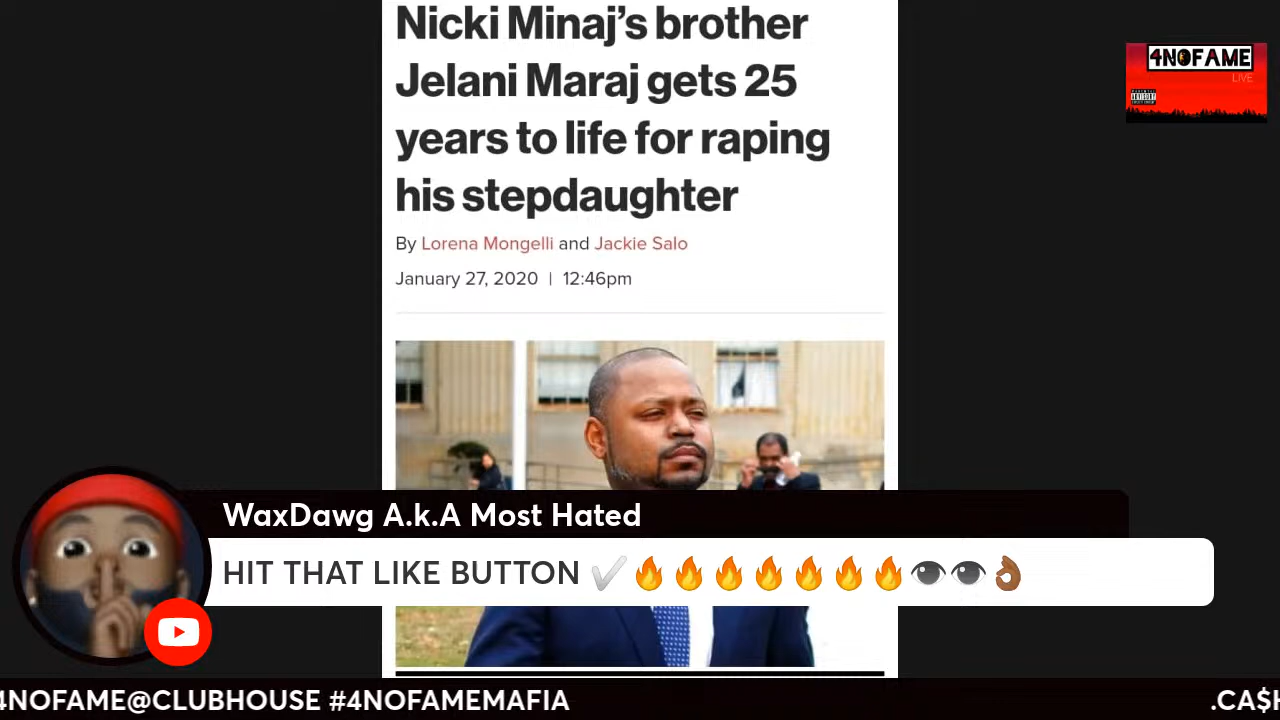 Nicki Minaj's brother
Jelani Maraj gets 25
years to life for raping
his stepdaughter
By Lorena Mongelli and Jackie Salo
January 27, 2020 | 12:46pm
4NOFAME
LIVE
WaxDawg A.k.A Most Hated
HIT THAT LIKE BUTTON ✔️🔥🔥🔥🔥🔥🔥🔥👁👁👌🏾
4NOFAME@CLUBHOUSE #4NOFAMEMAFIA
.CA$H